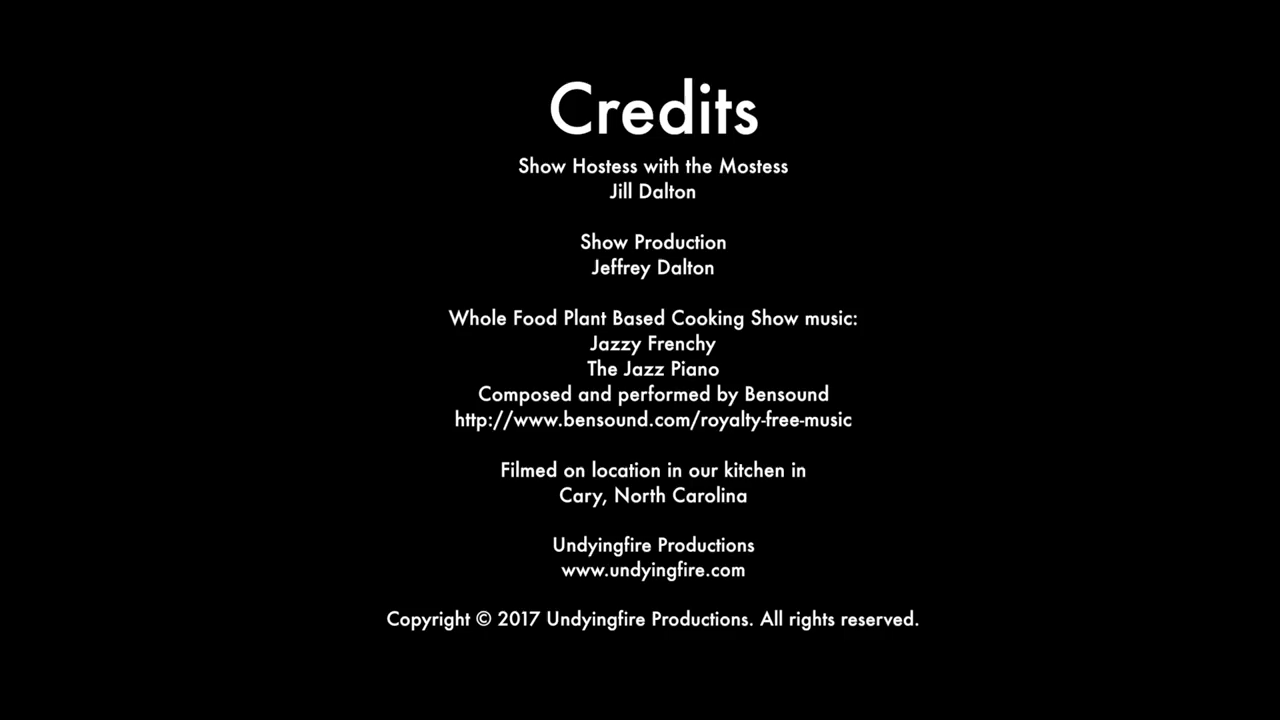 Credits
Show Hostess with the Mostess
Jill Dalton
Show Production
Jeffrey Dalton
Whole Food Plant Based Cooking Show music:
Jazzy Frenchy
The Jazz Piano
Composed and performed by Bensound
http://www.bensound.com/royalty-free-music
Filmed on location in our kitchen in
Cary, North Carolina
Undyingfire Productions
www.undyingfire.com
Copyright © 2017 Undyingfire Productions. All rights reserved.